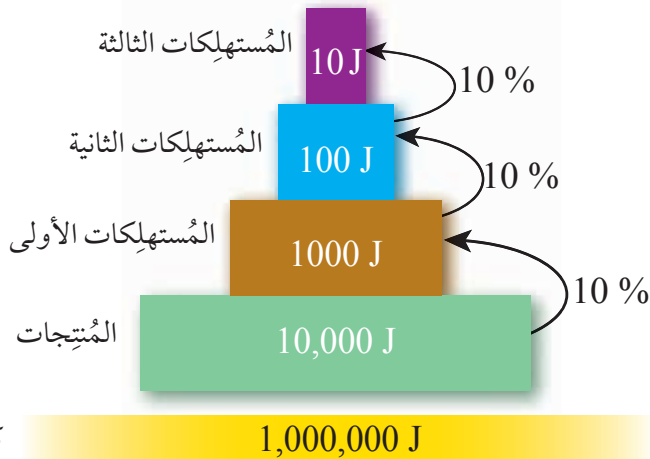 المُستهلِكات الثالثة
10 J
10 %
المُستهلِكات الثانية
100 J
10 %
المُستهلِكات الأولى
1000 J
10 %
المُنتِجات
10,000 J
1,000,000 J